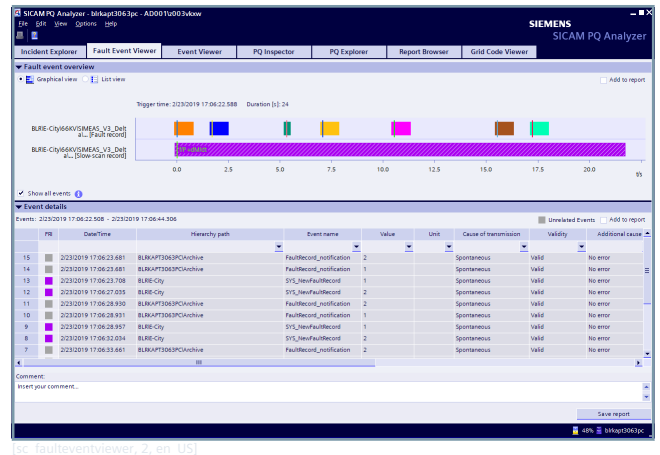 SICAM PQ Analyzer - blrkapt3063pc - AD001\z003vkxw
File Edit View Options Help
SIEMENS
SICAM PQ Analyzer
Incident Explorer Fault Event Viewer Event Viewer PQ Inspector PQ Explorer Report Browser Grid Code Viewer
Fault event overview
Graphical view List view Add to report
Trigger time: 2/23/2019 17:06:22.588 Duration [s]: 24
BLRIE-City\66KV\SIMEAS_V3_Delt
a\... [Fault record]
BLRIE-City\66KV\SIMEAS_V3_Delt
a\... [Slow-scan record]
0.0 2.5 5.0 7.5 10.0 12.5 15.0 17.5 20.0
t/s
Show all events
Event details
Events: 2/23/2019 17:06:22.508 - 2/23/2019 17:06:44.306 Unrelated Events Add to report
FRI Date/Time Hierarchy path Event name Value Unit Cause of transmission Validity Additional cause
15 2/23/2019 17:06:23.681 BLRKAPT3063PC\Archive FaultRecord_notification 2 Spontaneous Valid No error
14 2/23/2019 17:06:23.681 BLRKAPT3063PC\Archive FaultRecord_notification 1 Spontaneous Valid No error
13 2/23/2019 17:06:23.708 BLRIE-City SYS_NewFaultRecord 1 Spontaneous Valid No error
12 2/23/2019 17:06:27.035 BLRIE-City SYS_NewFaultRecord 2 Spontaneous Valid No error
11 2/23/2019 17:06:28.930 BLRKAPT3063PC\Archive FaultRecord_notification 2 Spontaneous Valid No error
10 2/23/2019 17:06:28.931 BLRKAPT3063PC\Archive FaultRecord_notification 1 Spontaneous Valid No error
9 2/23/2019 17:06:28.957 BLRIE-City SYS_NewFaultRecord 1 Spontaneous Valid No error
8 2/23/2019 17:06:32.034 BLRIE-City SYS_NewFaultRecord 2 Spontaneous Valid No error
7 2/23/2019 17:06:33.661 BLRKAPT3063PC\Archive FaultRecord_notification 2 Spontaneous Valid No error
Comment:
Insert your comment...
Save report
48% blrkapt3063pc
[sc_faulteventviewer, 2, en_US]